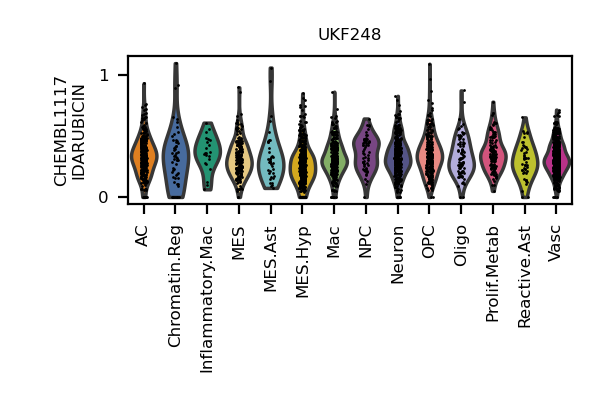 UKF248
CHEMBL1117
IDARUBICIN
1
0
AC
Chromatin.Reg
Inflammatory.Mac
MES
MES.Ast
MES.Hyp
Mac
NPC
Neuron
OPC
Oligo
Prolif.Metab
Reactive.Ast
Vasc